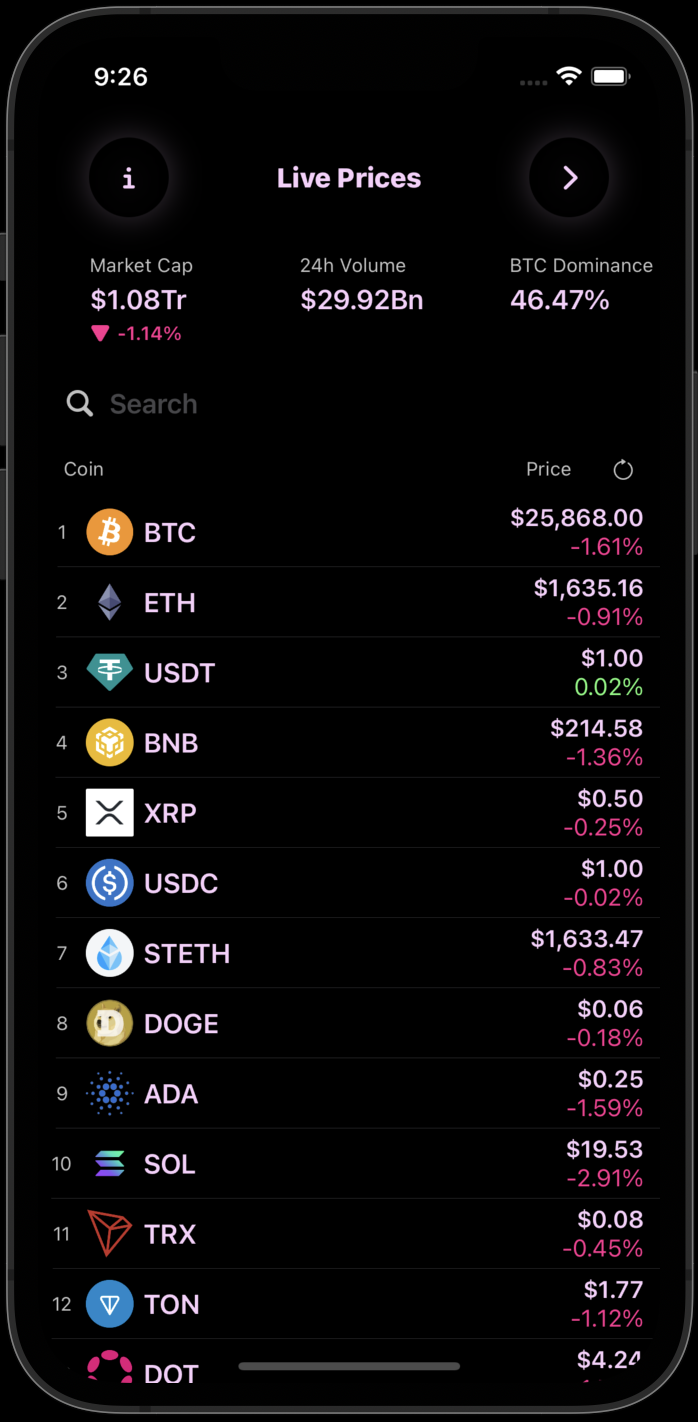 9:26
i
Live Prices
Market Cap 24h Volume BTC Dominance
$1.08Tr $29.92Bn 46.47%
-1.14%
Search
Coin Price
1 BTC $25,868.00
-1.61%
2 ETH $1,635.16
-0.91%
3 USDT $1.00
0.02%
4 BNB $214.58
-1.36%
5 XRP $0.50
-0.25%
6 USDC $1.00
-0.02%
7 STETH $1,633.47
-0.83%
8 DOGE $0.06
-0.18%
9 ADA $0.25
-1.59%
10 SOL $19.53
-2.91%
11 TRX $0.08
-0.45%
12 TON $1.77
-1.12%
DOT $4.24